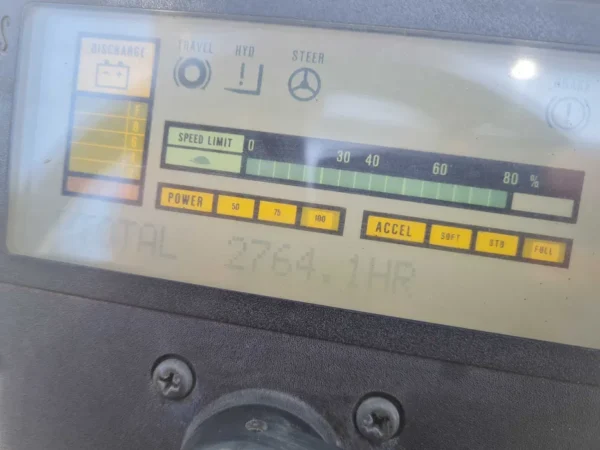 DISCHARGE
TRAVEL HYD STEER
SPEED LIMIT 0 30 40 60 80 %
POWER 50 75 100
ACCEL SOFT STD FULL
TOTAL 2764.1HR